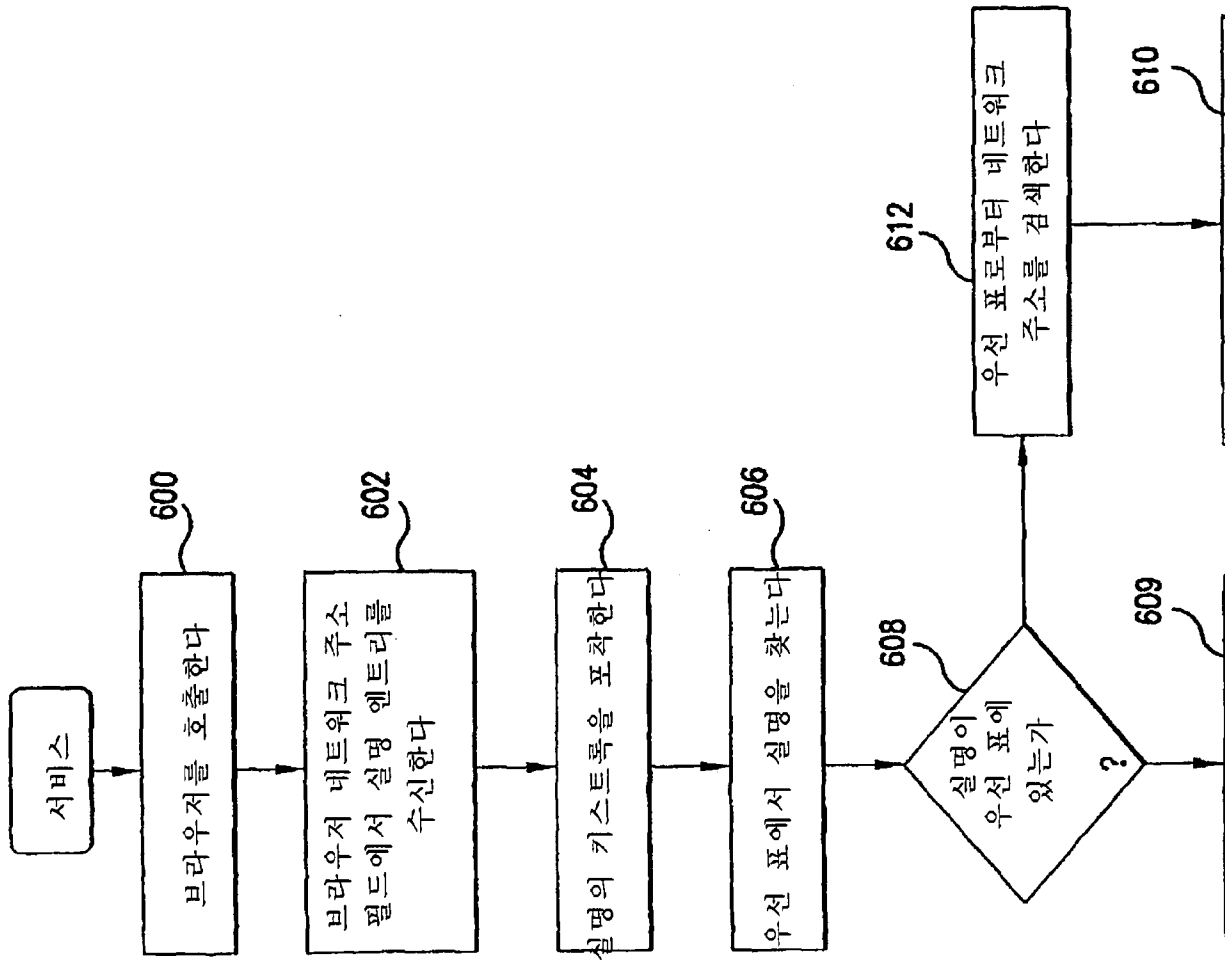 서비스
600
브라우저를 호출한다
602
브라우저 네트워크 주소
필드에서 실명 엔트리를
수신한다
604
실명의 키스트록을 포착한다
606
우선 표에서 실명을 찾는다
608
실명이
우선 표에
있는가
?
612
우선 표로부터 네트워크
주소를 검색한다
609
610